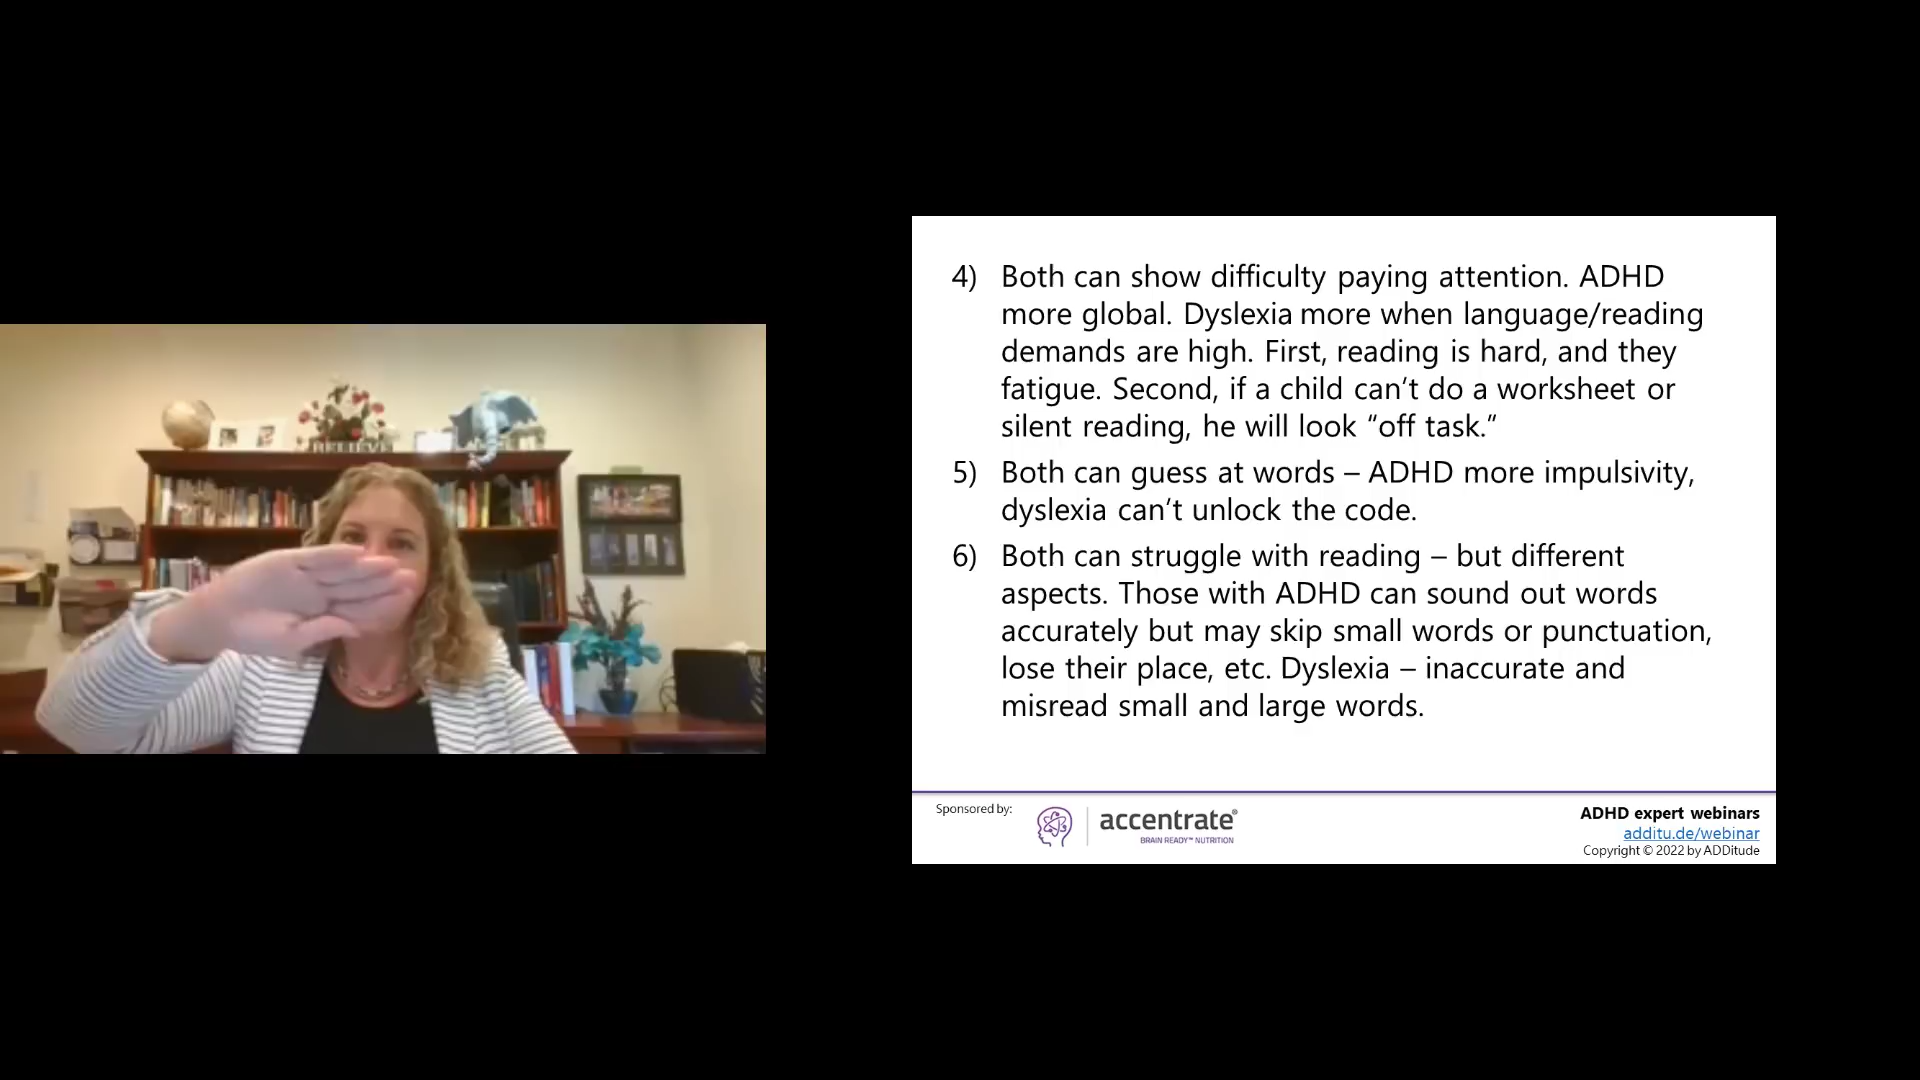 BELIEVE
4) Both can show difficulty paying attention. ADHD
more global. Dyslexia more when language/reading
demands are high. First, reading is hard, and they
fatigue. Second, if a child can’t do a worksheet or
silent reading, he will look “off task.”
5) Both can guess at words – ADHD more impulsivity,
dyslexia can’t unlock the code.
6) Both can struggle with reading – but different
aspects. Those with ADHD can sound out words
accurately but may skip small words or punctuation,
lose their place, etc. Dyslexia – inaccurate and
misread small and large words.
Sponsored by:
accentrate®
BRAIN READY™ NUTRITION
ADHD expert webinars
additu.de/webinar
Copyright © 2022 by ADDitude